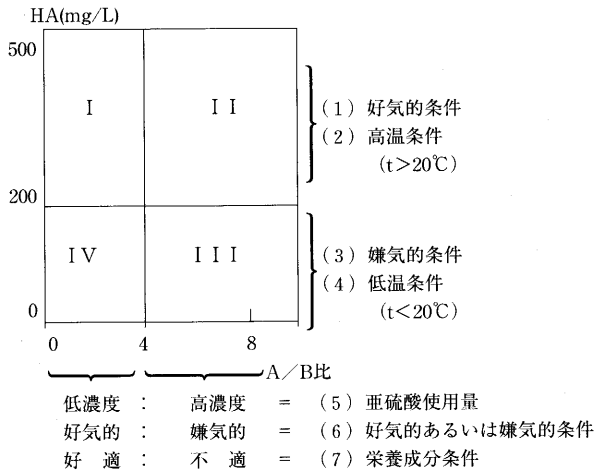 HA(mg/L)
500
I
II
(1) 好気的条件
(2) 高温条件
(t>20℃)
200
IV
III
(3) 嫌気的条件
(4) 低温条件
(t<20℃)
0
0
4
8
A/B比
低濃度 : 高濃度 = (5) 亜硫酸使用量
好気的 : 嫌気的 = (6) 好気的あるいは嫌気的条件
好 適 : 不 適 = (7) 栄養成分条件